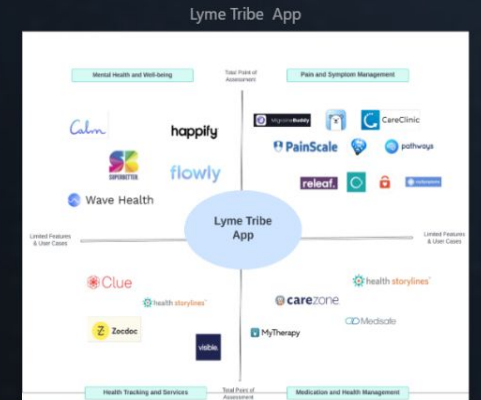 Lyme Tribe App
Mental Health and Well-being
Total Point of
Assessment
Pain and Symptom Management
Calm
happify
MigraineBuddy
CareClinic
PainScale
pathways
SUPERBETTER
flowly
releaf.
Wave Health
Lyme Tribe
App
Limited Features
& User Cases
Limited Features
& User Cases
Clue
health storylines
health storylines
carezone
Zocdoc
Medisafe
MyTherapy
visible.
Health Tracking and Services
Total Point of
Assessment
Medication and Health Management